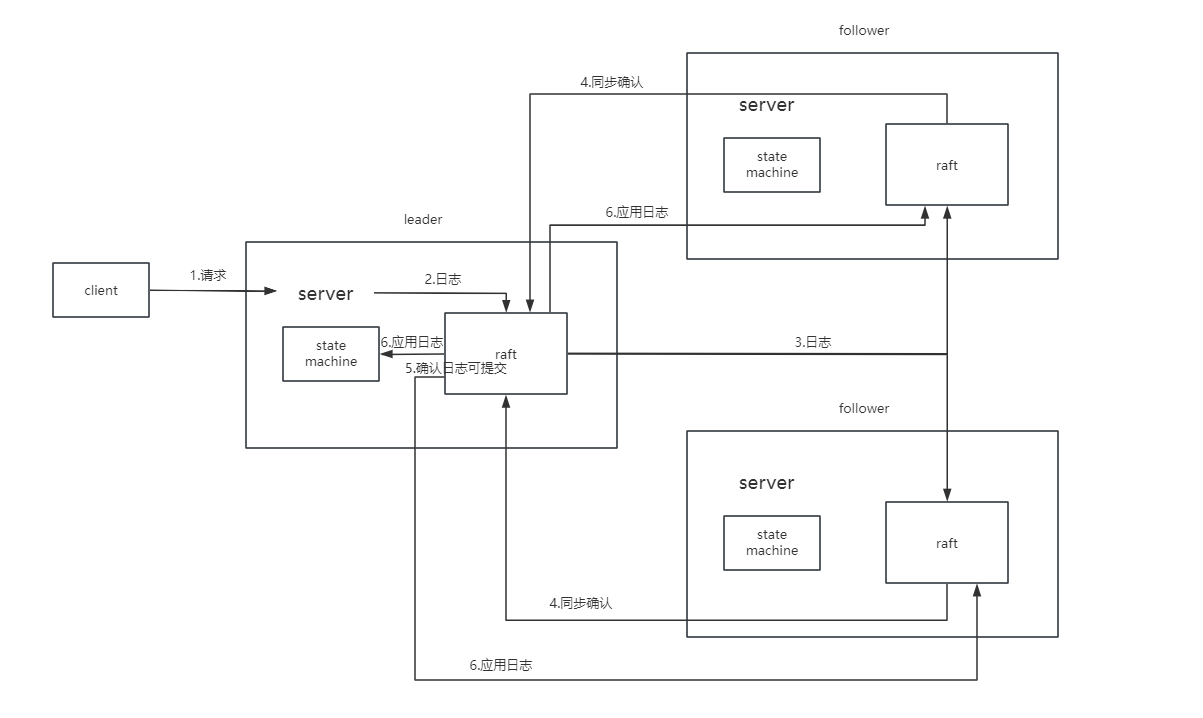 follower
4.同步确认
server
state
machine
raft
6.应用日志
leader
client
1.请求
server
2.日志
state
machine
6.应用日志
raft
5.确认日志可提交
3.日志
follower
server
state
machine
raft
4.同步确认
6.应用日志